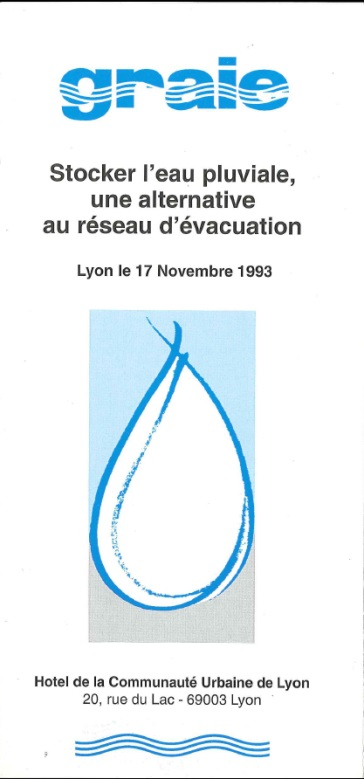 graie
Stocker l'eau pluviale,
une alternative
au réseau d'évacuation
Lyon le 17 Novembre 1993
Hotel de la Communauté Urbaine de Lyon
20, rue du Lac - 69003 Lyon